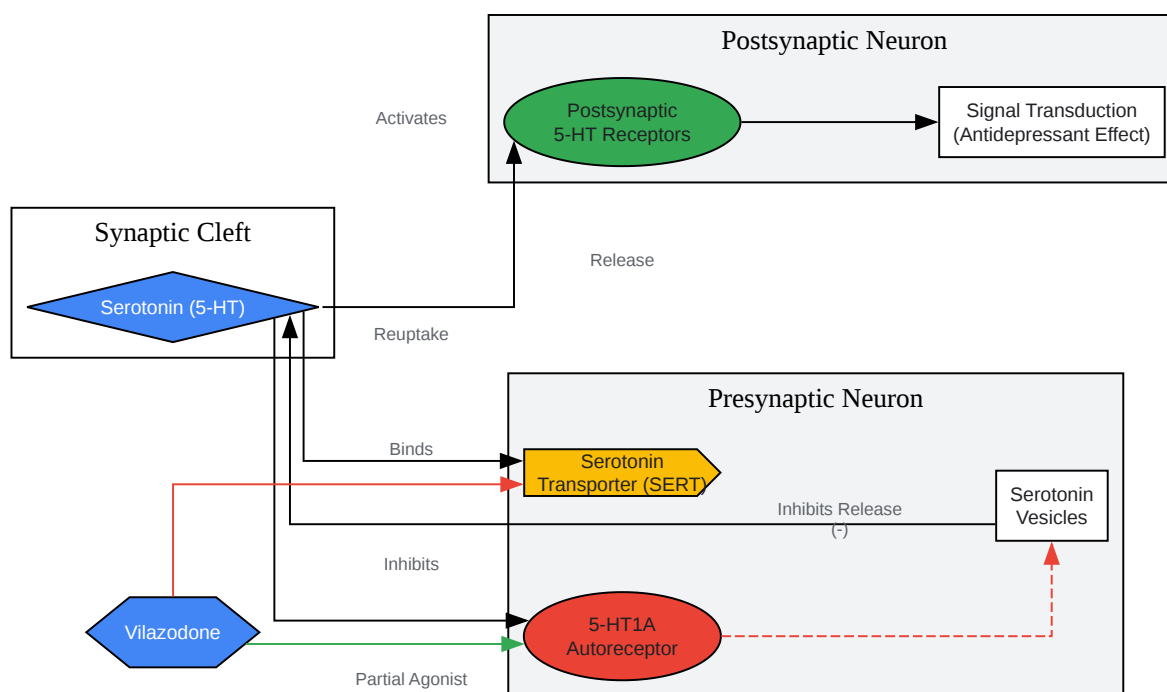 Postsynaptic Neuron
Activates
Postsynaptic
5-HT Receptors
Signal Transduction
(Antidepressant Effect)
Synaptic Cleft
Release
Serotonin (5-HT)
Reuptake
Presynaptic Neuron
Binds
Serotonin
Transporter (SERT)
Serotonin
Vesicles
Inhibits Release
(-)
Inhibits
Vilazodone
5-HT1A
Autoreceptor
Partial Agonist